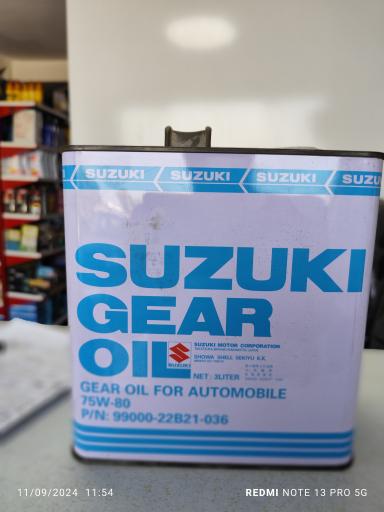 SUZUKI SUZUKI SUZUKI SUZU
SUZUKI
GEAR
OIL
SUZUKI
SUZUKI MOTOR CORPORATION
SHOWA SHELL SEKIYU K.K.
NET: 3LITER
GEAR OIL FOR AUTOMOBILE
75W-80
P/N: 99000-22B21-036
11/09/2024 11:54
REDMI NOTE 13 PRO 5G